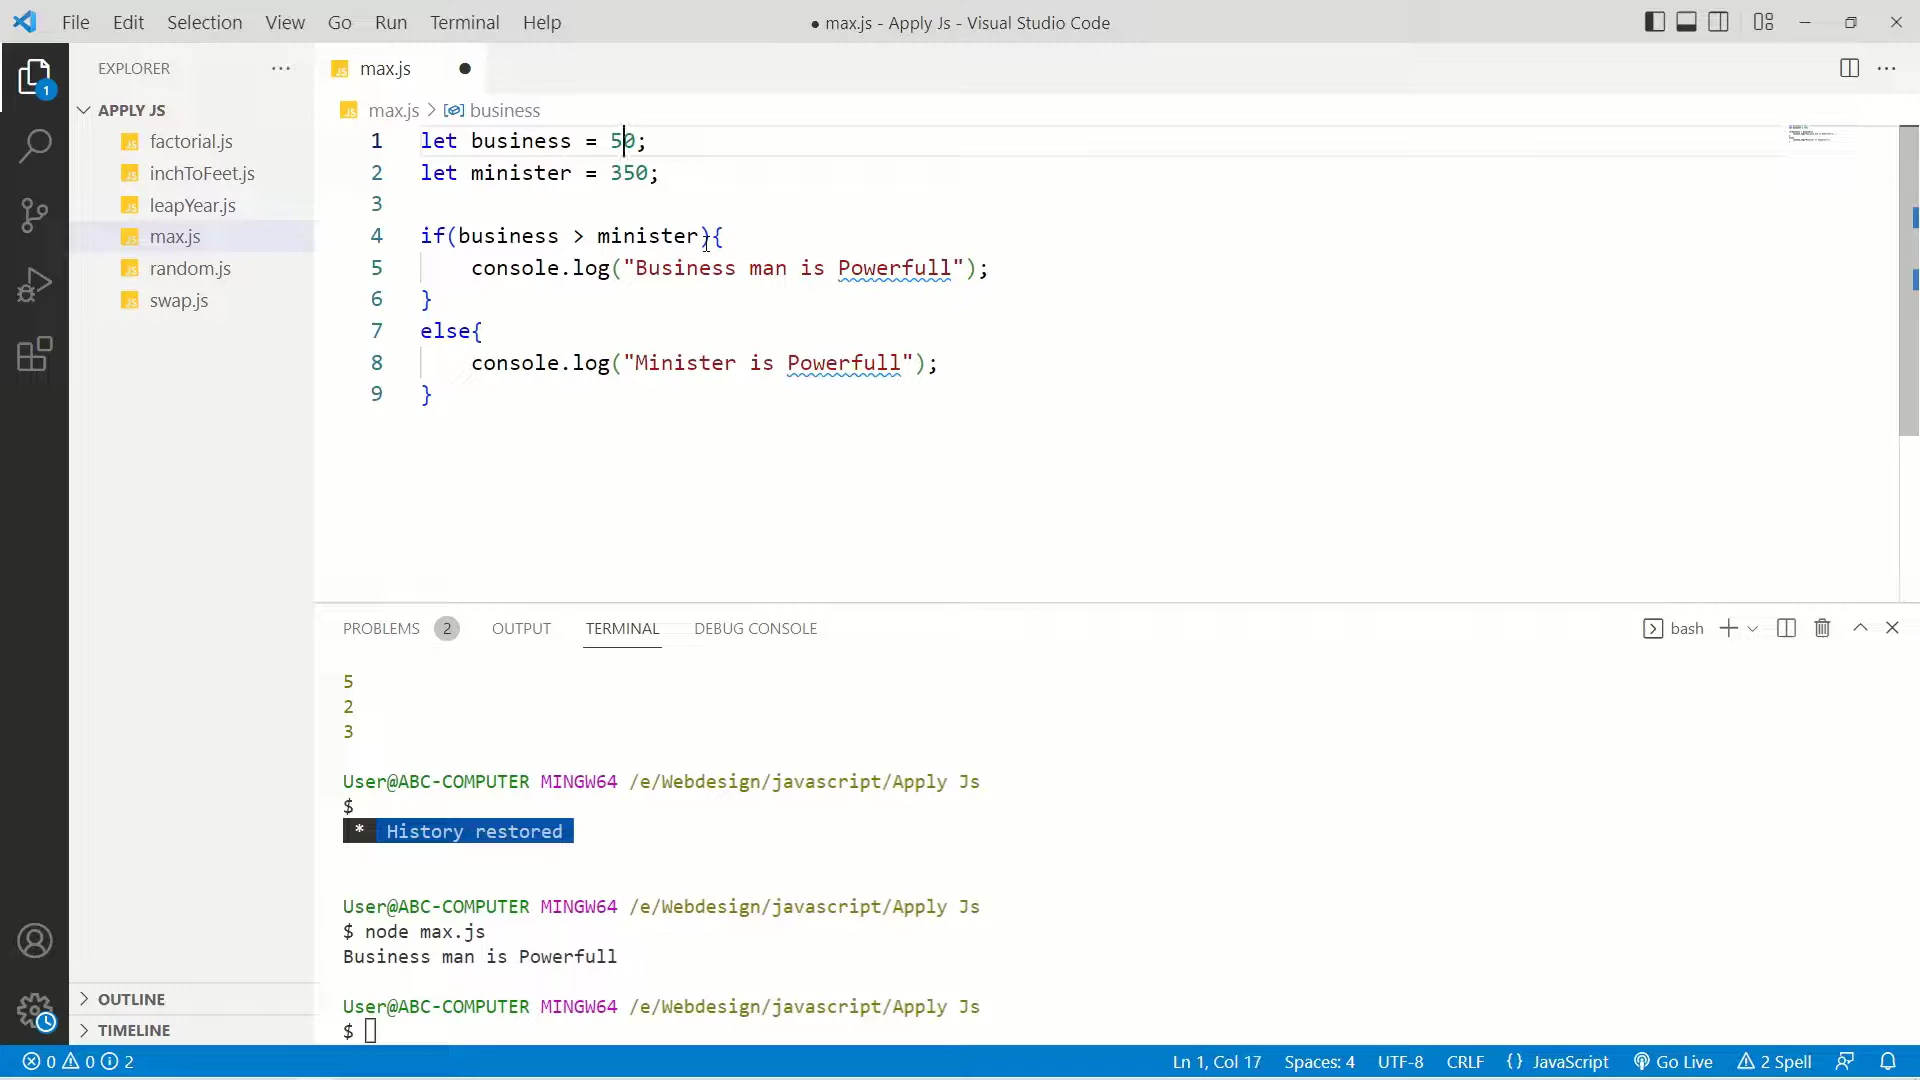 File Edit Selection View Go Run Terminal Help
● max.js - Apply Js - Visual Studio Code
EXPLORER
max.js
1
APPLY JS
max.js > business
factorial.js
inchToFeet.js
leapYear.js
max.js
random.js
swap.js
1 let business = 50;
2 let minister = 350;
3
4 if(business > minister){
5 console.log("Business man is Powerfull");
6 }
7 else{
8 console.log("Minister is Powerfull");
9 }
PROBLEMS 2 OUTPUT TERMINAL DEBUG CONSOLE
bash
5
2
3
User@ABC-COMPUTER MINGW64 /e/Webdesign/javascript/Apply Js
$
* History restored
User@ABC-COMPUTER MINGW64 /e/Webdesign/javascript/Apply Js
$ node max.js
Business man is Powerfull
User@ABC-COMPUTER MINGW64 /e/Webdesign/javascript/Apply Js
$
OUTLINE
TIMELINE
0 0 2
Ln 1, Col 17 Spaces: 4 UTF-8 CRLF {} JavaScript Go Live 2 Spell